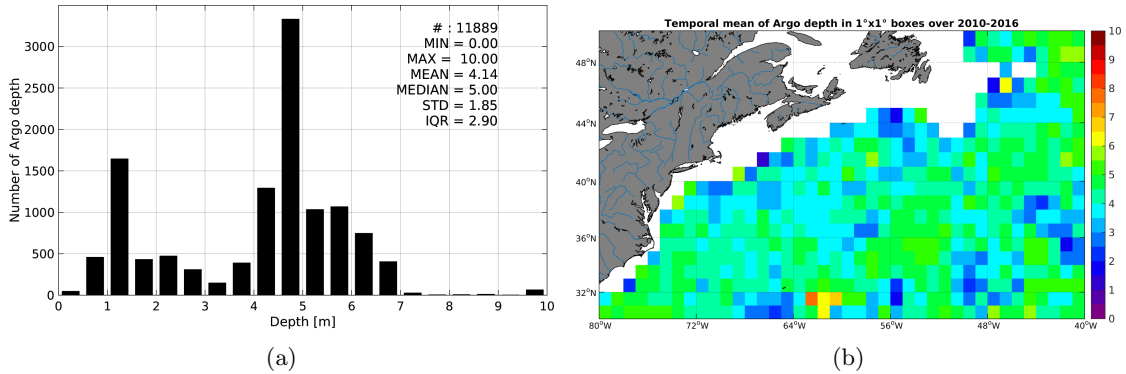 # : 11889
MIN = 0.00
MAX = 10.00
MEAN = 4.14
MEDIAN = 5.00
STD = 1.85
IQR = 2.90
Number of Argo depth
3000
2500
2000
1500
1000
500
0
0 1 2 3 4 5 6 7 8 9 10
Depth [m]
(a)
Temporal mean of Argo depth in 1°x1° boxes over 2010-2016
48°N
44°N
40°N
36°N
32°N
80°W 72°W 64°W 56°W 48°W 40°W
10
9
8
7
6
5
4
3
2
1
0
(b)